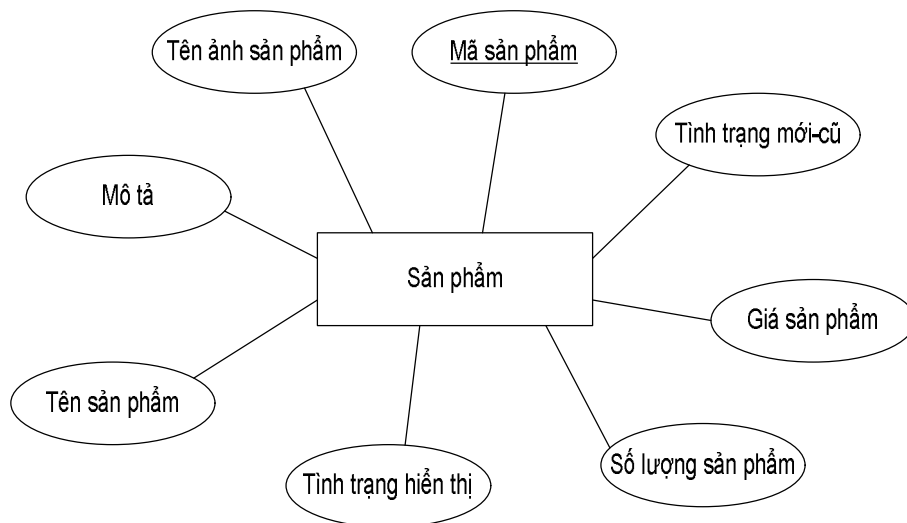 Tên ảnh sản phẩm
Mã sản phẩm
Tình trạng mới-cũ
Mô tả
Sản phẩm
Giá sản phẩm
Tên sản phẩm
Số lượng sản phẩm
Tình trạng hiển thị